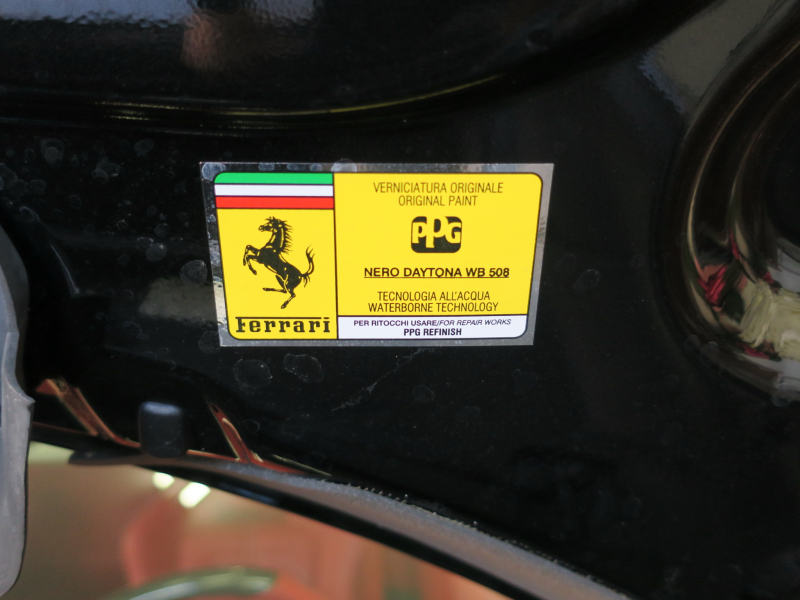 VERNICIATURA ORIGINALE
ORIGINAL PAINT
PPG
NERO DAYTONA WB 508
TECNOLOGIA ALL'ACQUA
WATERBORNE TECHNOLOGY
Ferrari
PER RITOCCHI USARE/FOR REPAIR WORKS
PPG REFINISH